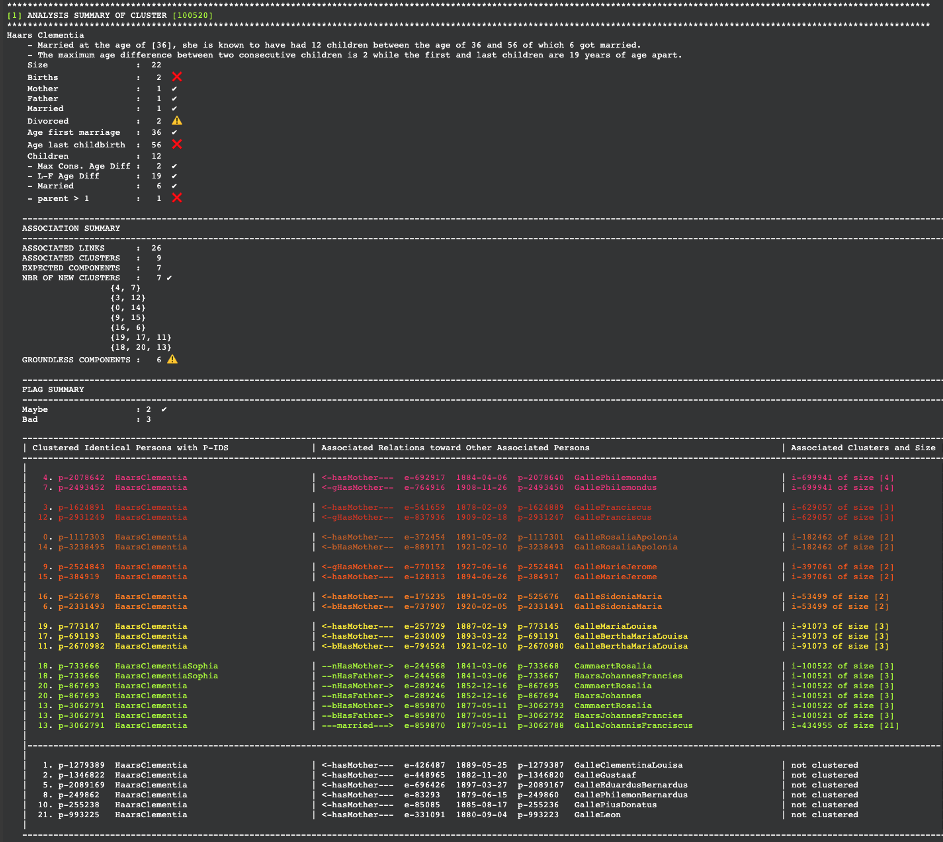 [1] ANALYSIS SUMMARY OF CLUSTER [100520]
Haars Clementia
- Married at the age of [36], she is known to have had 12 children between the age of 36 and 56 of which 6 got married.
- The maximum age difference between two consecutive children is 2 while the first and last children are 19 years of age apart.
Size : 22
Births : 2 ❌
Mother : 1 ✔
Father : 1 ✔
Married : 1 ✔
Divorced : 2 ⚠
Age first marriage : 36 ✔
Age last childbirth : 56 ❌
Children : 12
- Max Cons. Age Diff : 2 ✔
- L-F Age Diff : 19 ✔
- Married : 6 ✔
- parent > 1 : 1 ❌
ASSOCIATION SUMMARY
ASSOCIATED LINKS : 26
ASSOCIATED CLUSTERS : 9
EXPECTED COMPONENTS : 7
NBR OF NEW CLUSTERS : 7 ✔
{4, 7}
{3, 12}
{0, 14}
{9, 15}
{16, 6}
{19, 17, 11}
{18, 20, 13}
GROUNDLESS COMPONENTS : 6 ⚠
FLAG SUMMARY
Maybe : 2 ✔
Bad : 3
| Clustered Identical Persons with P-IDS | Associated Relations toward Other Associated Persons | Associated Clusters and Size
4. p-2078642 HaarsClementia | <-hasMother--- e-692917 1884-04-06 p-2078640 GallePhilemondus | i-699941 of size [4]
7. p-2493452 HaarsClementia | <-gHasMother-- e-764916 1908-11-26 p-2493450 GallePhilemondus | i-699941 of size [4]
3. p-1624891 HaarsClementia | <-hasMother--- e-541659 1878-02-09 p-1624889 GalleFranciscus | i-629057 of size [3]
12. p-2931249 HaarsClementia | <-gHasMother-- e-837936 1909-02-18 p-2931247 GalleFranciscus | i-629057 of size [3]
0. p-1117303 HaarsClementia | <-hasMother--- e-372454 1891-05-02 p-1117301 GalleRosaliaApolonia | i-182462 of size [2]
14. p-3238495 HaarsClementia | <-bHasMother-- e-889171 1921-02-10 p-3238493 GalleRosaliaApolonia | i-182462 of size [2]
9. p-2524843 HaarsClementia | <-gHasMother-- e-770152 1927-06-16 p-2524841 GalleMarieJerome | i-397061 of size [2]
15. p-384919 HaarsClementia | <-hasMother--- e-128313 1894-06-26 p-384917 GalleMarieJerome | i-397061 of size [2]
16. p-525678 HaarsClementia | <-hasMother--- e-175235 1891-05-02 p-525676 GalleSidoniaMaria | i-53499 of size [2]
6. p-2331493 HaarsClementia | <-bHasMother-- e-737907 1920-02-05 p-2331491 GalleSidoniaMaria | i-53499 of size [2]
19. p-773147 HaarsClementia | <-hasMother--- e-257729 1887-02-19 p-773145 GalleMariaLouisa | i-91073 of size [3]
17. p-691193 HaarsClementia | <-hasMother--- e-230409 1893-03-22 p-691191 GalleBerthaMariaLouisa | i-91073 of size [3]
11. p-2670982 HaarsClementia | <-bHasMother-- e-794524 1921-02-10 p-2670980 GalleBerthaMariaLouisa | i-91073 of size [3]
18. p-733666 HaarsClementiaSophia | --nHasMother-> e-244568 1841-03-06 p-733668 CammaertRosalia | i-100522 of size [3]
18. p-733666 HaarsClementiaSophia | --nHasFather-> e-244568 1841-03-06 p-733667 HaarsJohannesFrancies | i-100521 of size [3]
20. p-867693 HaarsClementia | --nHasMother-> e-289246 1852-12-16 p-867695 CammaertRosalia | i-100522 of size [3]
20. p-867693 HaarsClementia | --nHasFather-> e-289246 1852-12-16 p-867694 HaarsJohannes | i-100521 of size [3]
13. p-3062791 HaarsClementia | --bHasMother-> e-859870 1877-05-11 p-3062793 CammaertRosalia | i-100522 of size [3]
13. p-3062791 HaarsClementia | --bHasFather-> e-859870 1877-05-11 p-3062792 HaarsJohannesFrancies | i-100521 of size [3]
13. p-3062791 HaarsClementia | ---married---> e-859870 1877-05-11 p-3062788 GalleJohannesFranciscus | i-434955 of size [21]
1. p-1279389 HaarsClementia | <-hasMother--- e-426487 1889-05-25 p-1279387 GalleClementinaLouisa | not clustered
2. p-1346822 HaarsClementia | <-hasMother--- e-448965 1882-11-20 p-1346820 GalleGustaaf | not clustered
5. p-2089169 HaarsClementia | <-hasMother--- e-696426 1897-03-27 p-2089167 GalleEduardusBernardus | not clustered
8. p-249862 HaarsClementia | <-hasMother--- e-83293 1879-06-15 p-249860 GallePhilemonBernardus | not clustered
10. p-255238 HaarsClementia | <-hasMother--- e-85085 1885-08-17 p-255236 GallePiusDonatus | not clustered
21. p-993225 HaarsClementia | <-hasMother--- e-331091 1880-09-04 p-993223 GalleLeon | not clustered